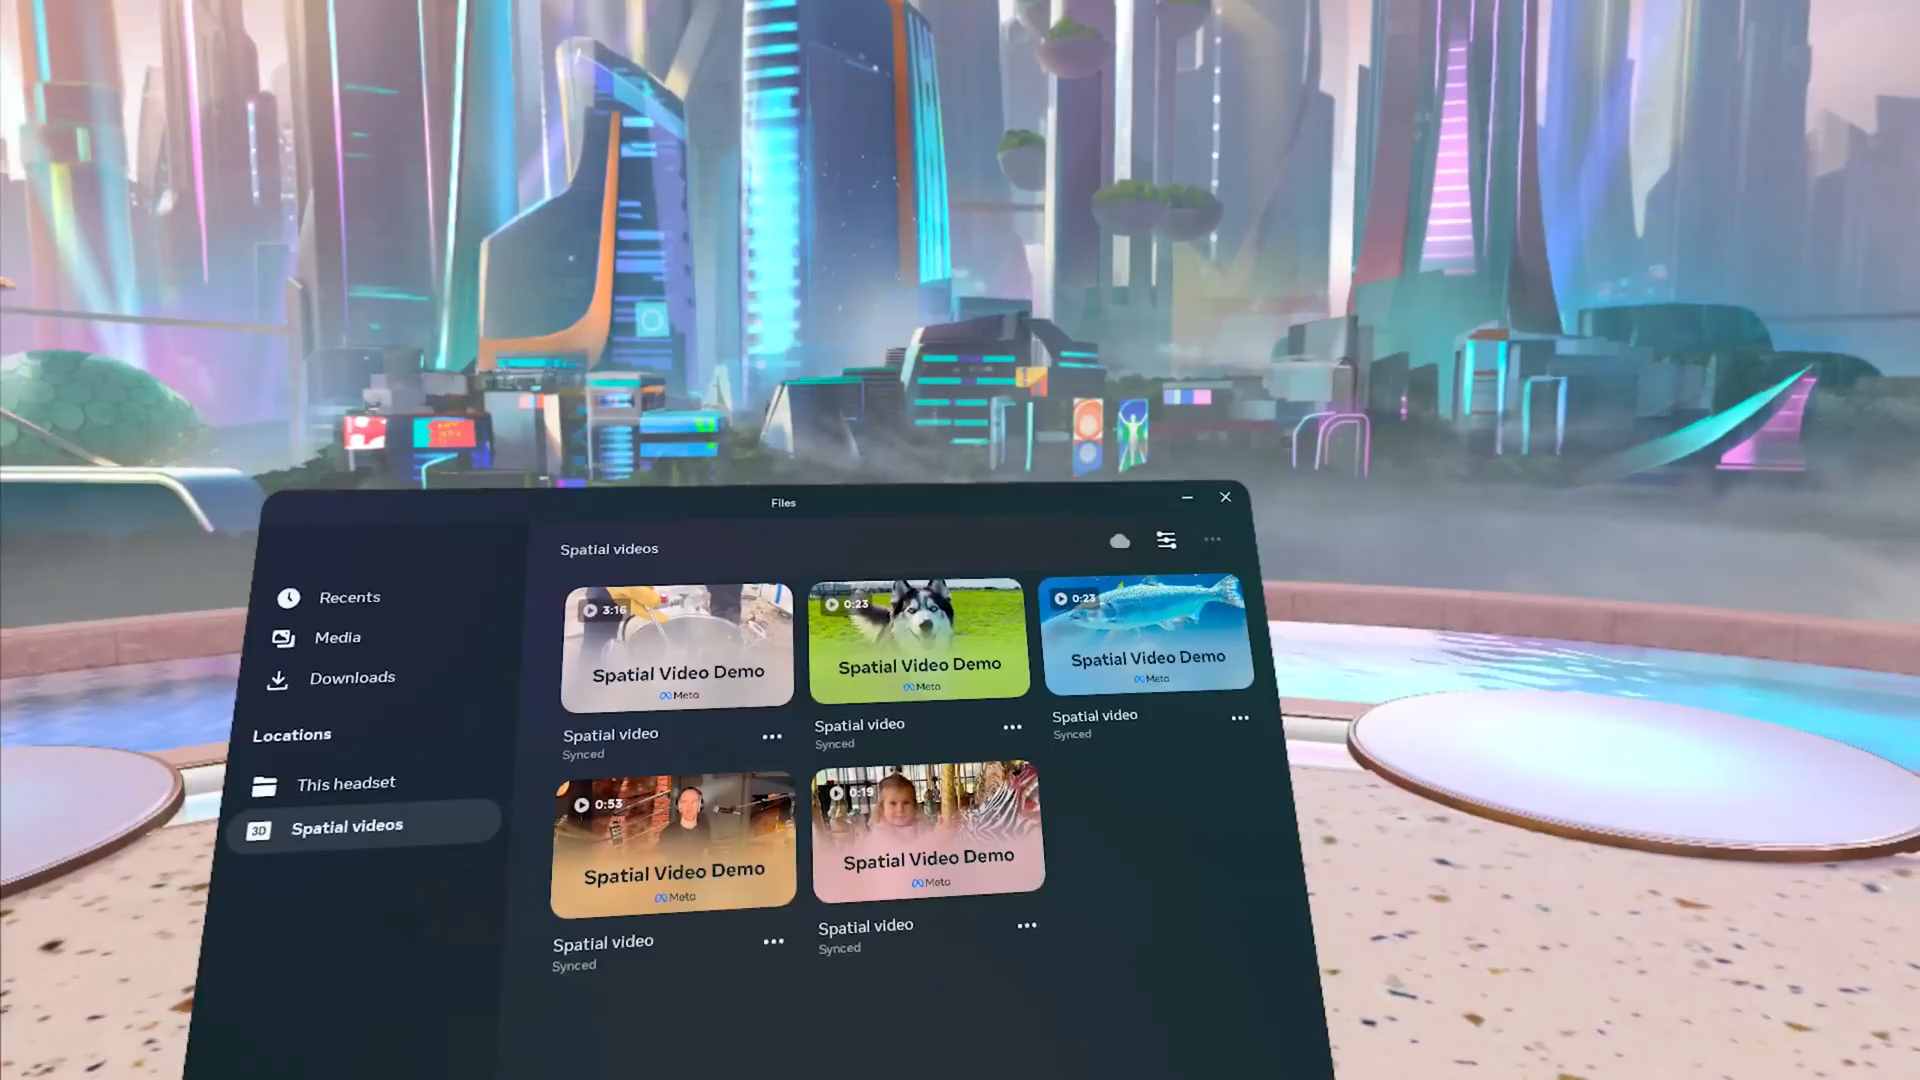 Files
Recents
Media
Downloads
Locations
This headset
3D Spatial videos
Spatial videos
3:16
Spatial Video Demo
Meta
Spatial video
Synced
0:23
Spatial Video Demo
Meta
Spatial video
Synced
0:23
Spatial Video Demo
Meta
Spatial video
Synced
0:53
Spatial Video Demo
Meta
Spatial video
Synced
0:19
Spatial Video Demo
Meta
Spatial video
Synced